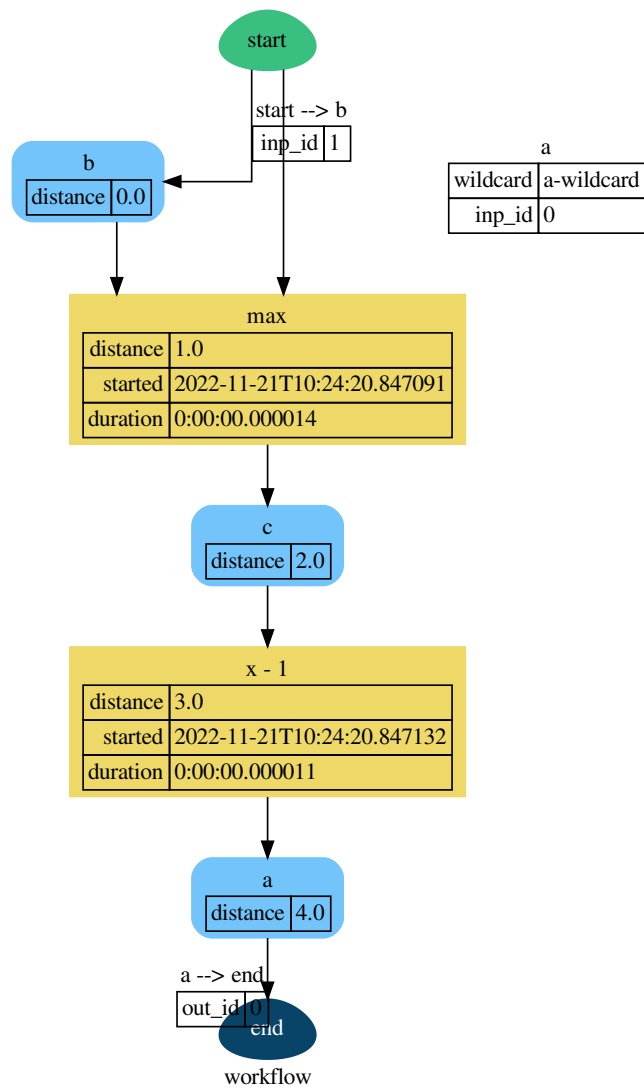 start
start --> b
inp_id 1
b
distance 0.0
a
wildcard a-wildcard
inp_id 0
max
distance 1.0
started 2022-11-21T10:24:20.847091
duration 0:00:00.000014
c
distance 2.0
x - 1
distance 3.0
started 2022-11-21T10:24:20.847132
duration 0:00:00.000011
a
distance 4.0
a --> end
out_id 0
end
workflow